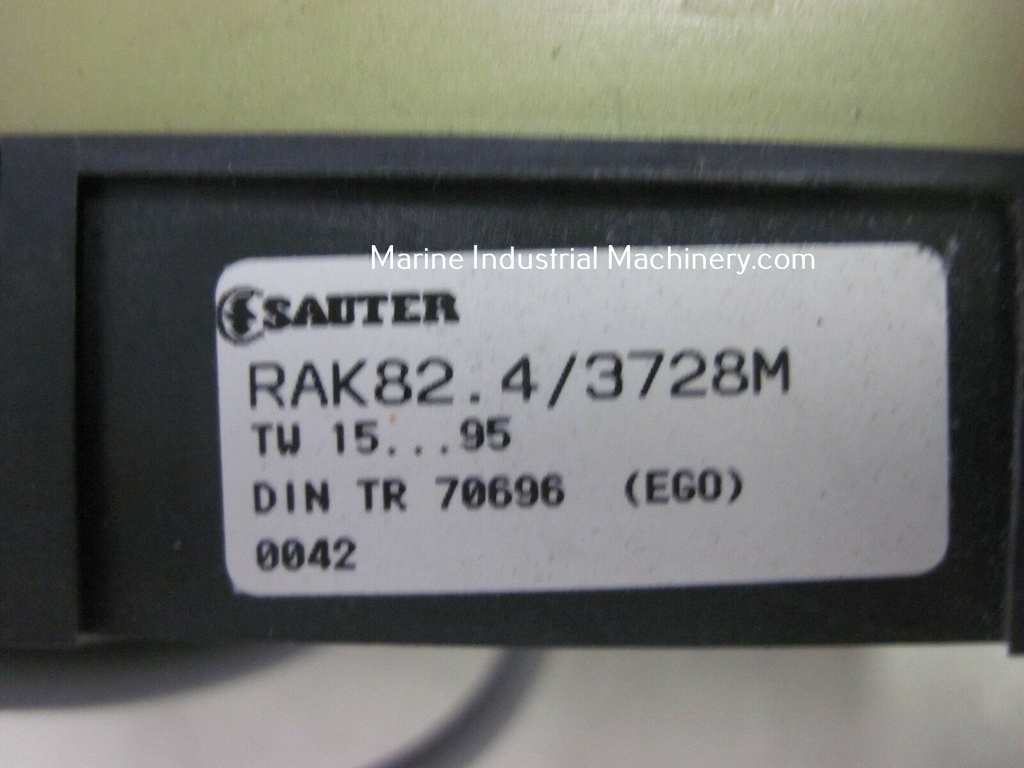 Marine Industrial Machinery.com
SAUTER
RAK82.4/3728M
TW 15...95
DIN TR 70696 (EGO)
0042